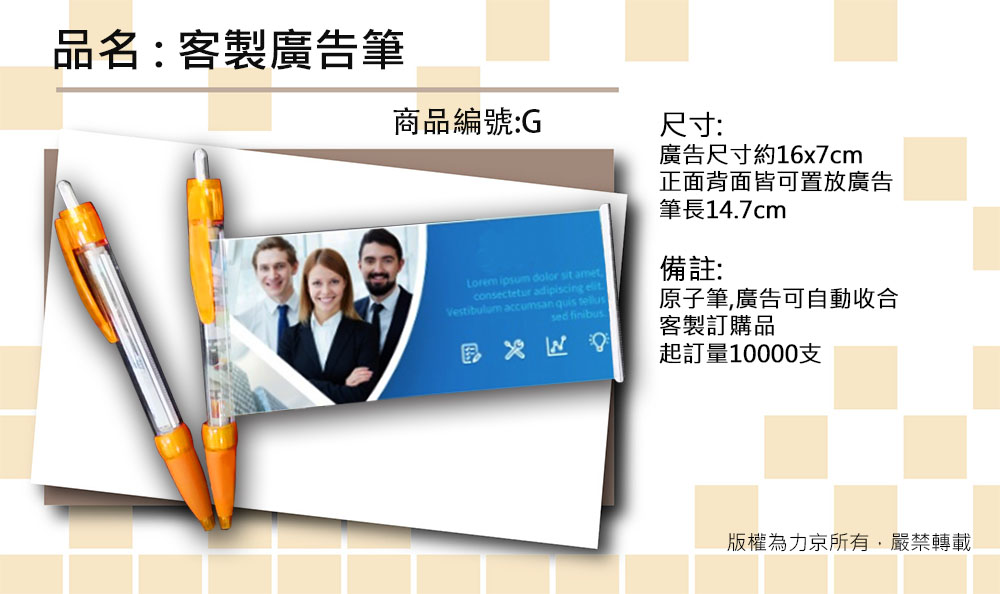 品名 : 客製廣告筆
商品編號:G
尺寸:
廣告尺寸約16x7cm
正面背面皆可置放廣告
筆長14.7cm
備註:
原子筆,廣告可自動收合
客製訂購品
起訂量10000支
Lorem ipsum dolor sit amet,
consectetur adipiscing elit.
Vestibulum accumsan quis tellus
sed finibus.
版權為力京所有，嚴禁轉載